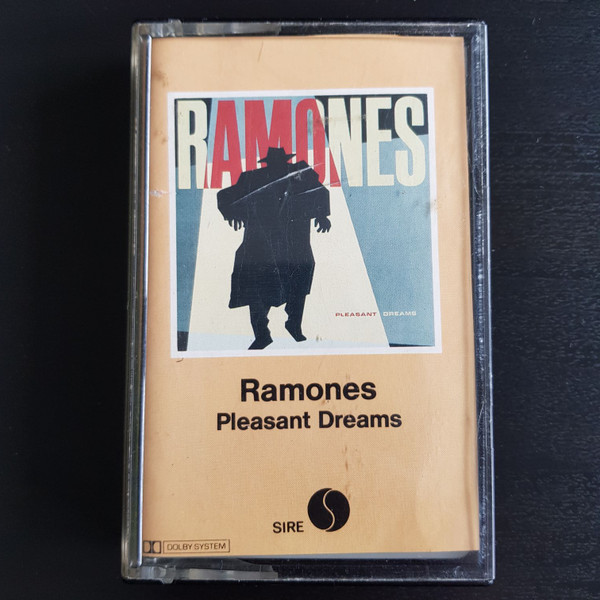 RAMONES
PLEASANT DREAMS
Ramones
Pleasant Dreams
SIRE
DOLBY SYSTEM